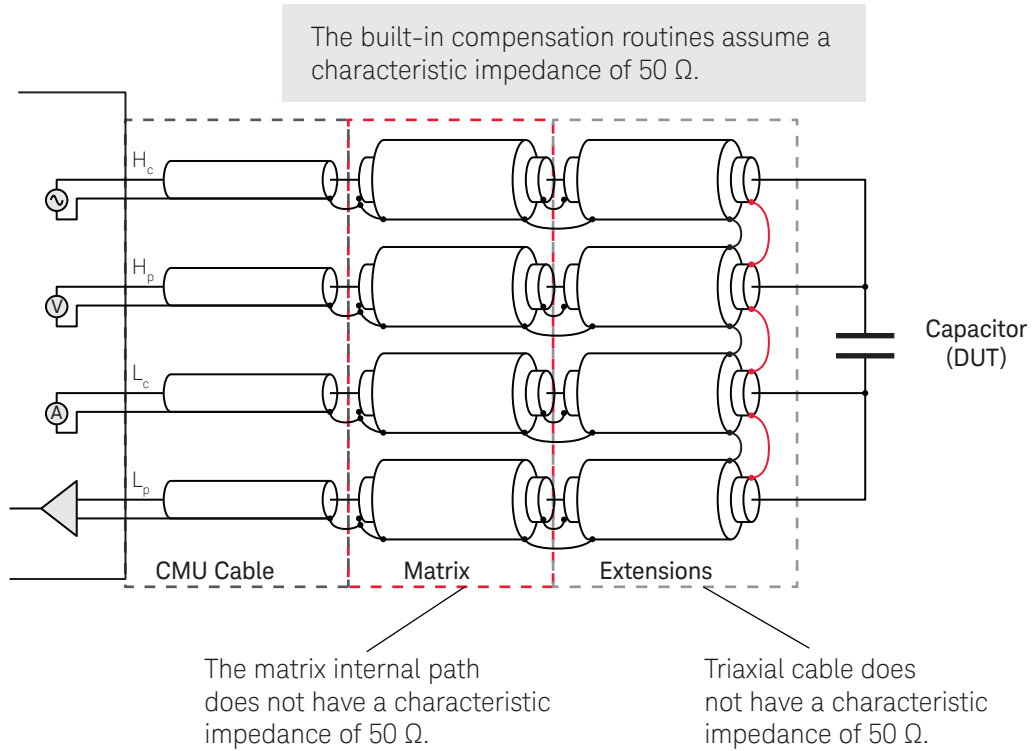 The built-in compensation routines assume a
characteristic impedance of 50 Ω.
Hc
Hp
V
Lc
A
Lp
Capacitor
(DUT)
CMU Cable
Matrix
Extensions
The matrix internal path
does not have a characteristic
impedance of 50 Ω.
Triaxial cable does
not have a characteristic
impedance of 50 Ω.